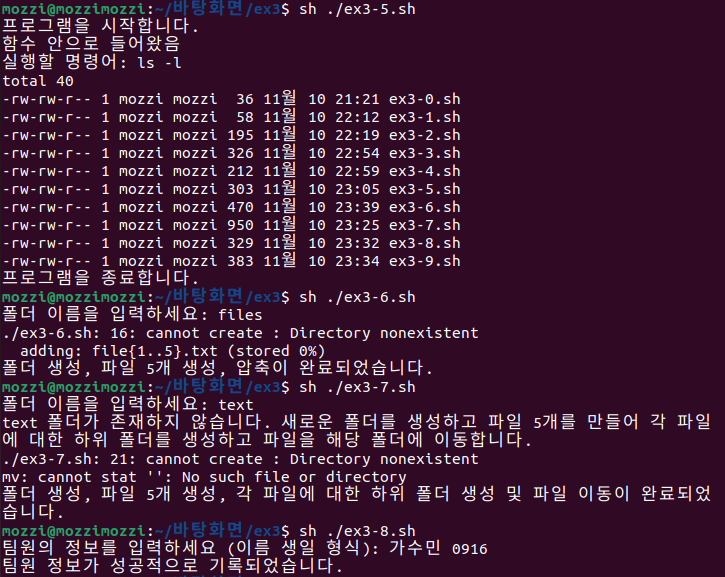 mozzi@mozzimozzi:~/바탕화면/ex3$ sh ./ex3-5.sh
프로그램을 시작합니다.
함수 안으로 들어왔음
실행할 명령어: ls -l
total 40
-rw-rw-r-- 1 mozzi mozzi  36 11월 10 21:21 ex3-0.sh
-rw-rw-r-- 1 mozzi mozzi  58 11월 10 22:12 ex3-1.sh
-rw-rw-r-- 1 mozzi mozzi 195 11월 10 22:19 ex3-2.sh
-rw-rw-r-- 1 mozzi mozzi 326 11월 10 22:54 ex3-3.sh
-rw-rw-r-- 1 mozzi mozzi 212 11월 10 22:59 ex3-4.sh
-rw-rw-r-- 1 mozzi mozzi 303 11월 10 23:05 ex3-5.sh
-rw-rw-r-- 1 mozzi mozzi 470 11월 10 23:39 ex3-6.sh
-rw-rw-r-- 1 mozzi mozzi 950 11월 10 23:25 ex3-7.sh
-rw-rw-r-- 1 mozzi mozzi 329 11월 10 23:32 ex3-8.sh
-rw-rw-r-- 1 mozzi mozzi 383 11월 10 23:34 ex3-9.sh
프로그램을 종료합니다.
mozzi@mozzimozzi:~/바탕화면/ex3$ sh ./ex3-6.sh
폴더 이름을 입력하세요: files
./ex3-6.sh: 16: cannot create : Directory nonexistent
  adding: file{1..5}.txt (stored 0%)
폴더 생성, 파일 5개 생성, 압축이 완료되었습니다.
mozzi@mozzimozzi:~/바탕화면/ex3$ sh ./ex3-7.sh
폴더 이름을 입력하세요: text
text 폴더가 존재하지 않습니다. 새로운 폴더를 생성하고 파일 5개를 만들어 각 파일
에 대한 하위 폴더를 생성하고 파일을 해당 폴더에 이동합니다.
./ex3-7.sh: 21: cannot create : Directory nonexistent
mv: cannot stat '': No such file or directory
폴더 생성, 파일 5개 생성, 각 파일에 대한 하위 폴더 생성 및 파일 이동이 완료되었
습니다.
mozzi@mozzimozzi:~/바탕화면/ex3$ sh ./ex3-8.sh
팀원의 정보를 입력하세요 (이름 생일 형식): 가수민 0916
팀원 정보가 성공적으로 기록되었습니다.